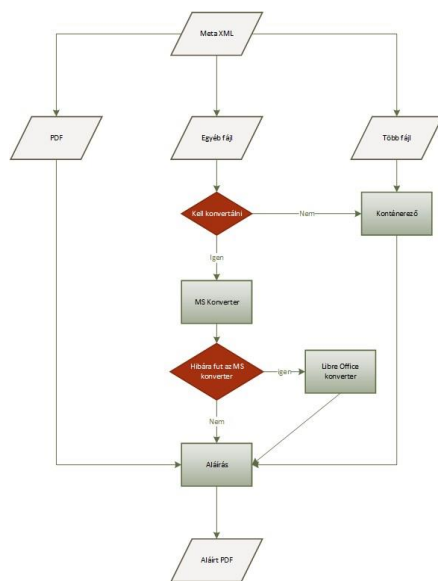 Meta XML
PDF
Egyéb fájl
Több fájl
Kell konvertálni
Nem
Konténerező
Igen
MS Konverter
Hibára fut az MS
konverter
igen
Libre Office
konverter
Nem
Aláírás
Aláírt PDF